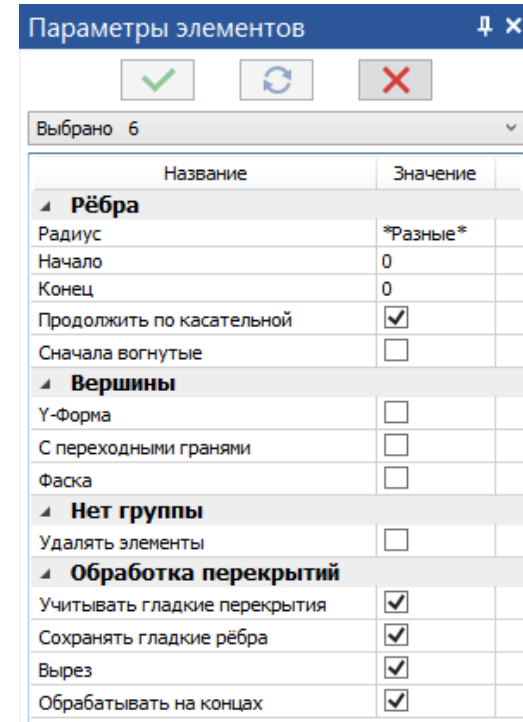 Параметры элементов
Выбрано 6
Название Значение
Рёбра
Радиус *Разные*
Начало 0
Конец 0
Продолжить по касательной
Сначала вогнутые
Вершины
Y-Форма
С переходными гранями
Фаска
Нет группы
Удалять элементы
Обработка перекрытий
Учитывать гладкие перекрытия
Сохранять гладкие рёбра
Вырез
Обрабатывать на концах